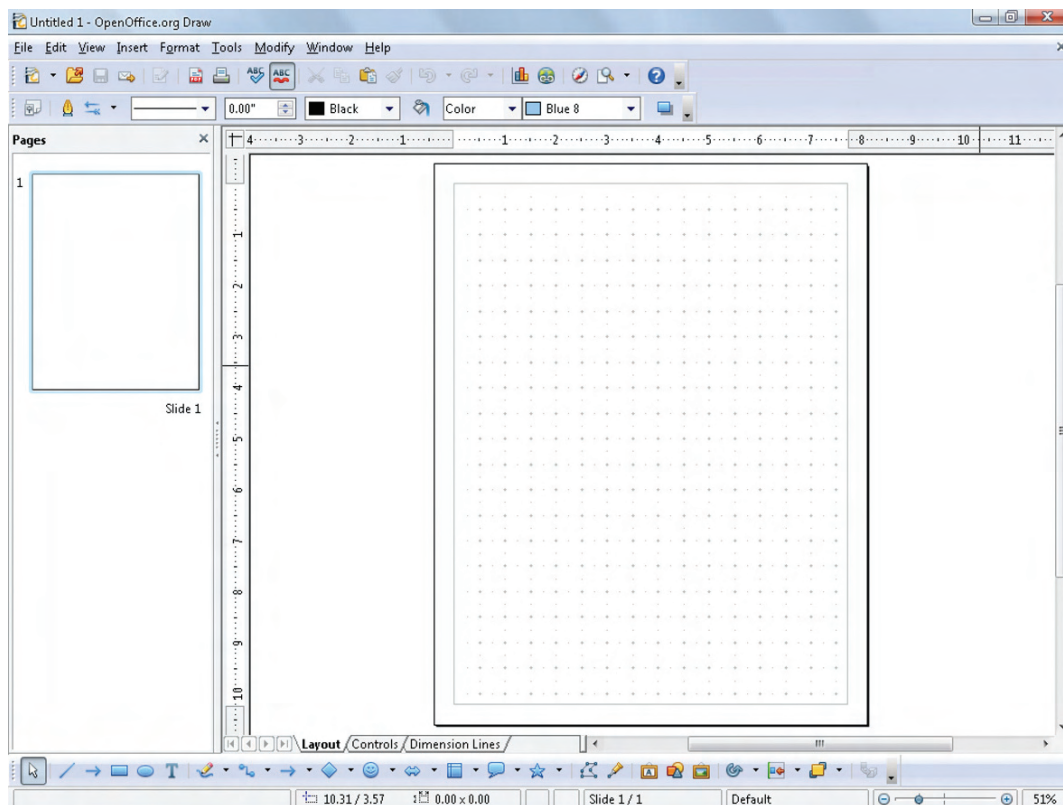 Untitled 1 - OpenOffice.org Draw
File Edit View Insert Format Tools Modify Window Help
ABC ABC
0.00" Black Color Blue 8
Pages
4 3 2 1 1 2 3 4 5 6 7 8 9 10 11
1
1
2
3
4
Slide 1
5
6
7
8
9
10
Layout Controls Dimension Lines
T
10.31 / 3.57 0.00 x 0.00 Slide 1 / 1 Default 51%